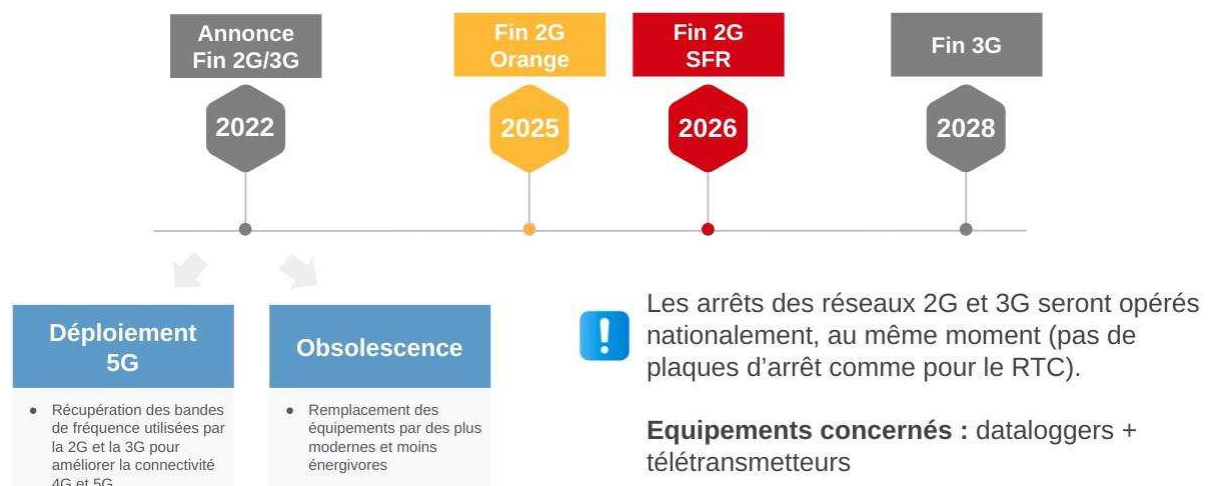 Annonce
Fin 2G/3G
Fin 2G
Orange
Fin 2G
SFR
Fin 3G
2022
2025
2026
2028
Déploiement
5G
● Récupération des bandes
de fréquence utilisées par
la 2G et la 3G pour
améliorer la connectivité
4G et 5G
Obsolescence
● Remplacement des
équipements par des plus
modernes et moins
énergivores
!
Les arrêts des réseaux 2G et 3G seront opérés
nationalement, au même moment (pas de
plaques d’arrêt comme pour le RTC).
Equipements concernés : dataloggers +
télétransmetteurs